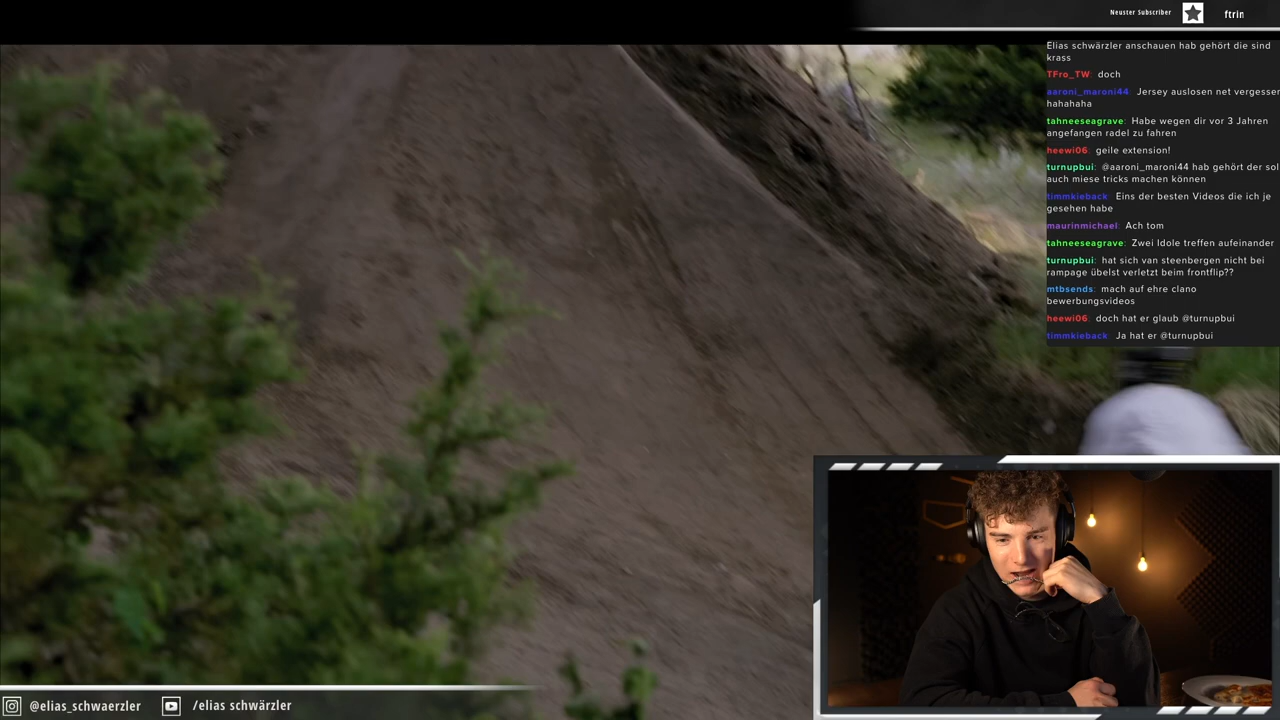 Neuster Subscriber
ftrin
Elias schwärzler anschauen hab gehört die sind
krass
TFro_TW: doch
aaroni_maroni44: Jersey auslosen net vergessen
hahahaha
tahneeseagrave: Habe wegen dir vor 3 Jahren
angefangen radel zu fahren
heewi06: geile extension!
turnupbui: @aaroni_maroni44 hab gehört der sol
auch miese tricks machen können
timmkieback: Eins der besten Videos die ich je
gesehen habe
maurinmichael: Ach tom
tahneeseagrave: Zwei Idole treffen aufeinander
turnupbui: hat sich van steenbergen nicht bei
rampage übelst verletzt beim frontflip??
mtbsends: mach auf ehre clano
bewerbungsvideos
heewi06: doch hat er glaub @turnupbui
timmkieback: Ja hat er @turnupbui
@elias_schwaerzler
/elias schwärzler